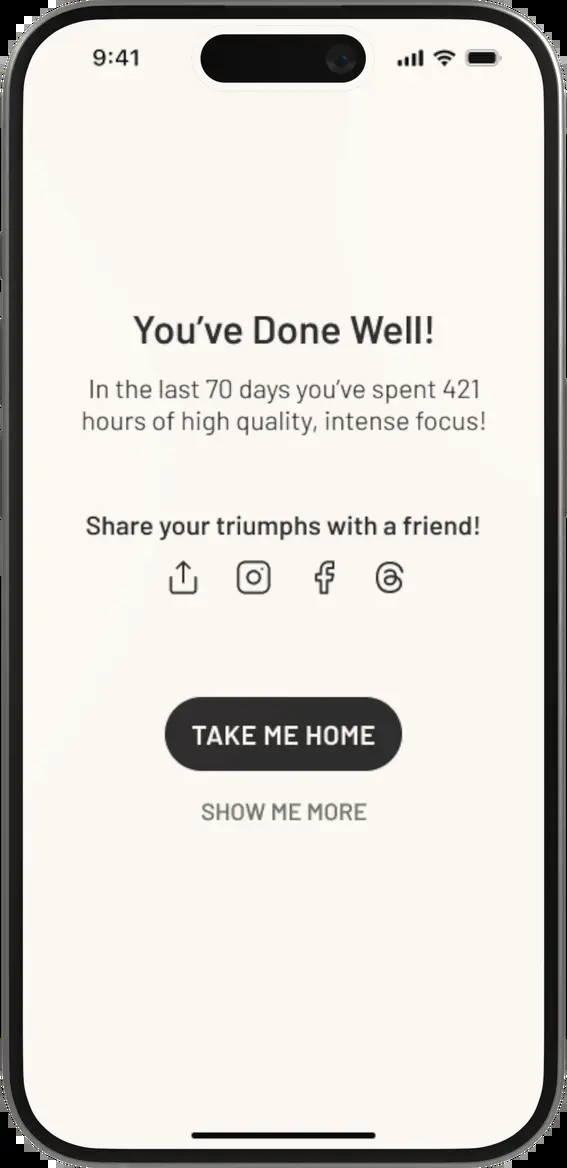 9:41
You’ve Done Well!
In the last 70 days you’ve spent 421
hours of high quality, intense focus!
Share your triumphs with a friend!
TAKE ME HOME
SHOW ME MORE